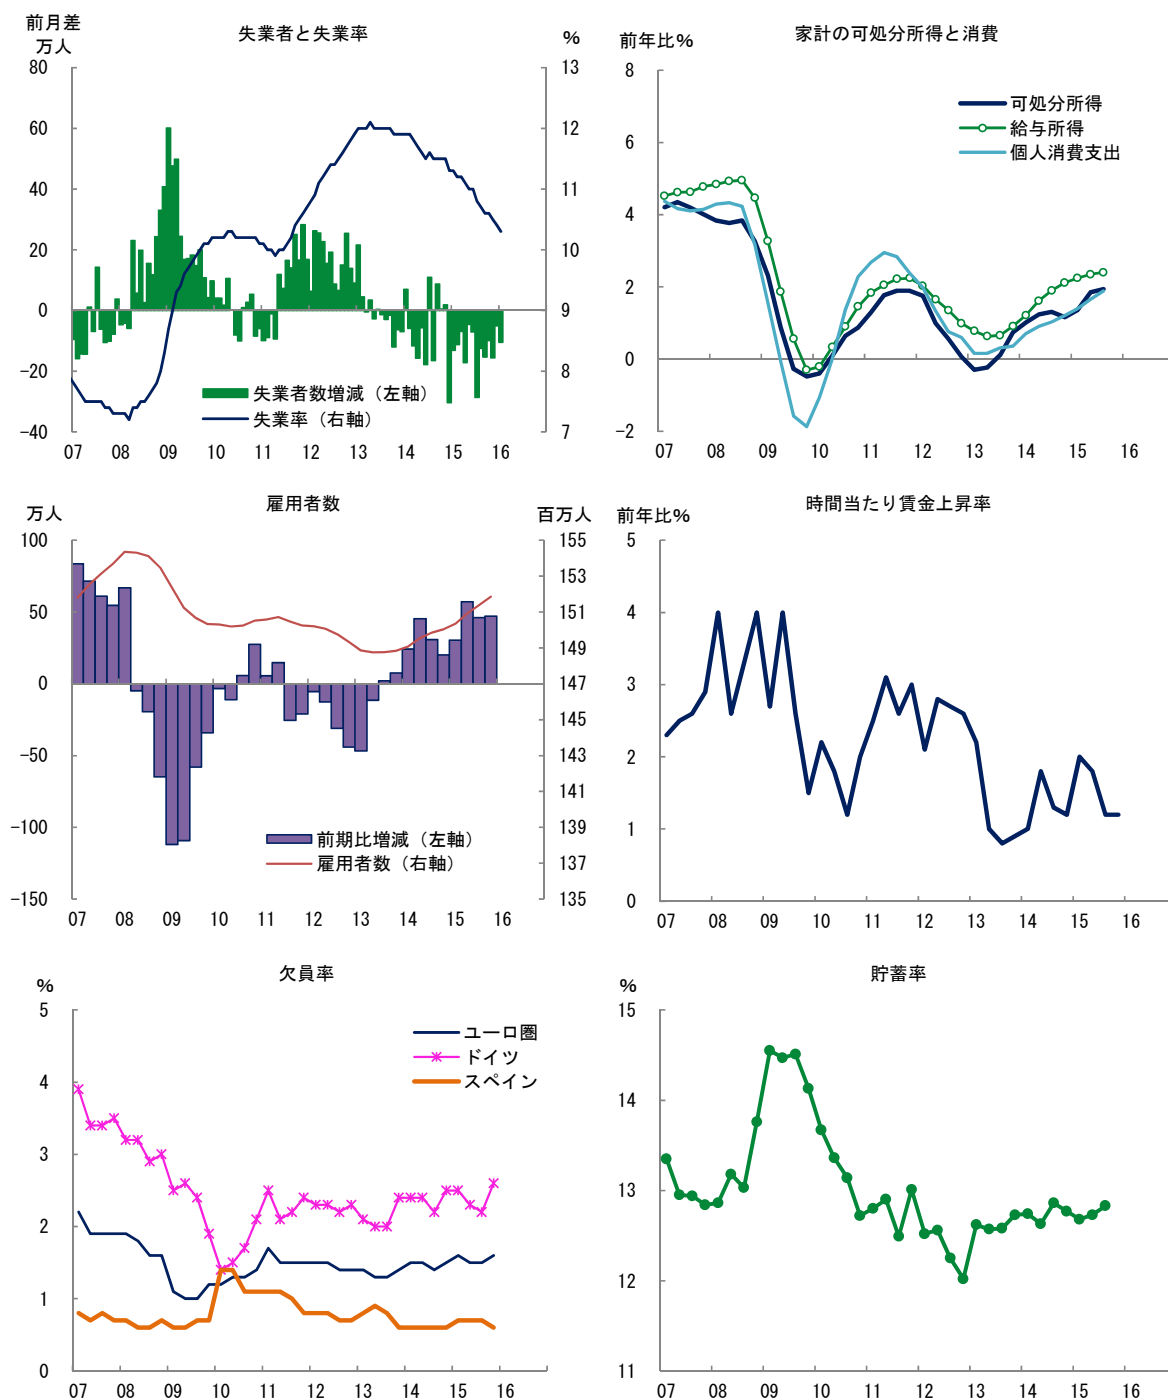 失業者と失業率
前月差
万人
%
80
60
40
20
0
−20
−40
13
12
11
10
9
8
7
失業者数増減（左軸）
失業率（右軸）
07 08 09 10 11 12 13 14 15 16
家計の可処分所得と消費
前年比%
8
6
4
2
0
−2
可処分所得
給与所得
個人消費支出
07 08 09 10 11 12 13 14 15 16
雇用者数
万人
百万人
100
50
0
−50
−100
−150
155
153
151
149
147
145
143
141
139
137
135
前期比増減（左軸）
雇用者数（右軸）
07 08 09 10 11 12 13 14 15 16
時間当たり賃金上昇率
前年比%
5
4
3
2
1
0
07 08 09 10 11 12 13 14 15 16
欠員率
%
5
4
3
2
1
0
ユーロ圏
ドイツ
スペイン
07 08 09 10 11 12 13 14 15 16
貯蓄率
%
15
14
13
12
11
07 08 09 10 11 12 13 14 15 16